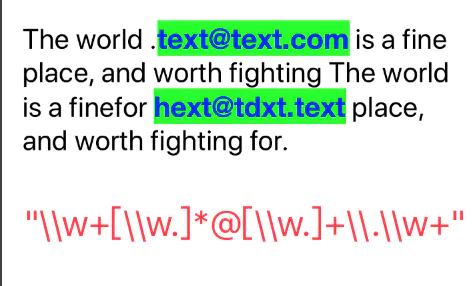 The world .text@text.com is a fine
place, and worth fighting The world
is a finefor hext@tdxt.text place,
and worth fighting for.
"\\w+[\\w.]*@[\\w.]+\\.\\w+"